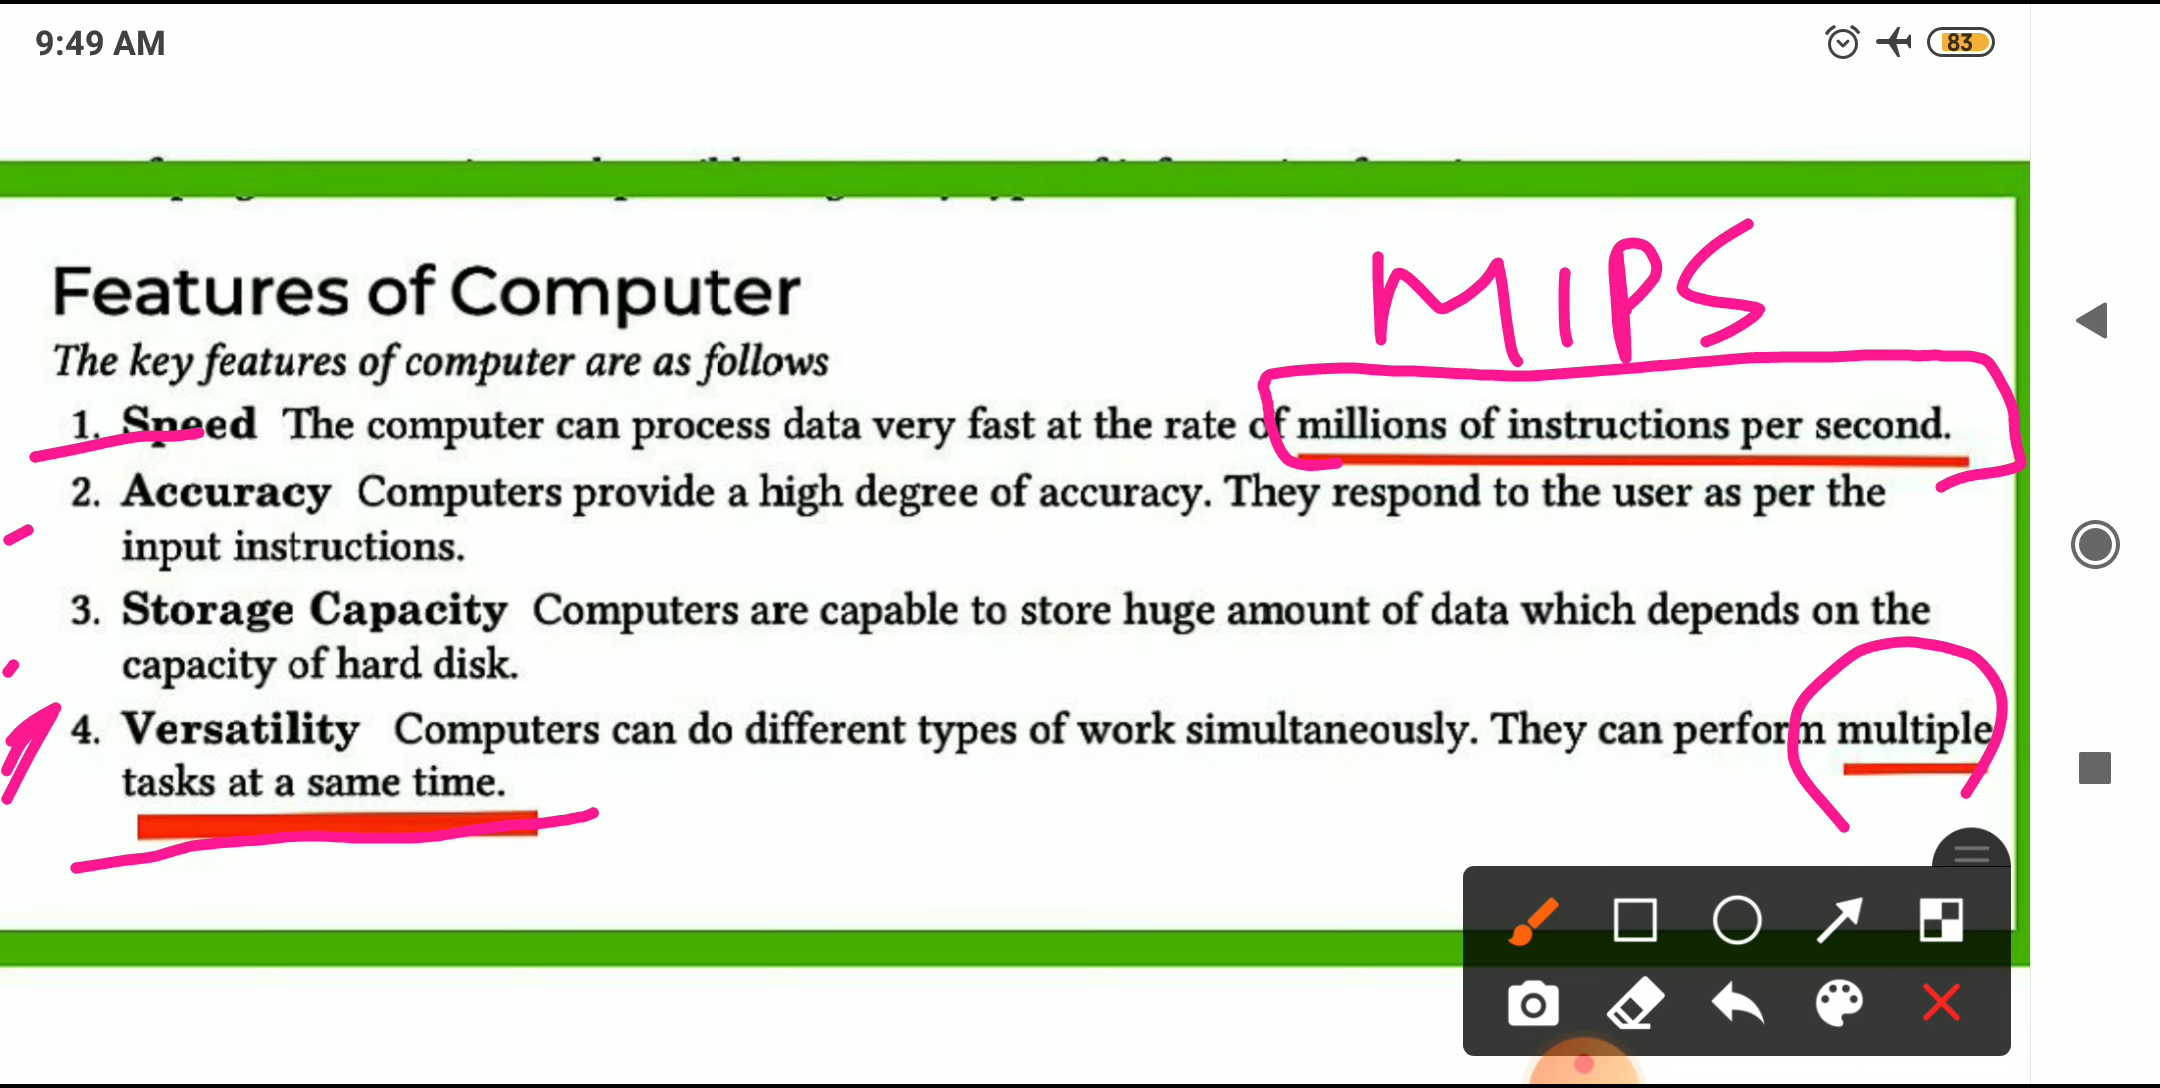 9:49 AM
83
MIPS
Features of Computer
The key features of computer are as follows
1. Speed The computer can process data very fast at the rate of millions of instructions per second.
2. Accuracy Computers provide a high degree of accuracy. They respond to the user as per the
input instructions.
3. Storage Capacity Computers are capable to store huge amount of data which depends on the
capacity of hard disk.
4. Versatility Computers can do different types of work simultaneously. They can perform multiple
tasks at a same time.